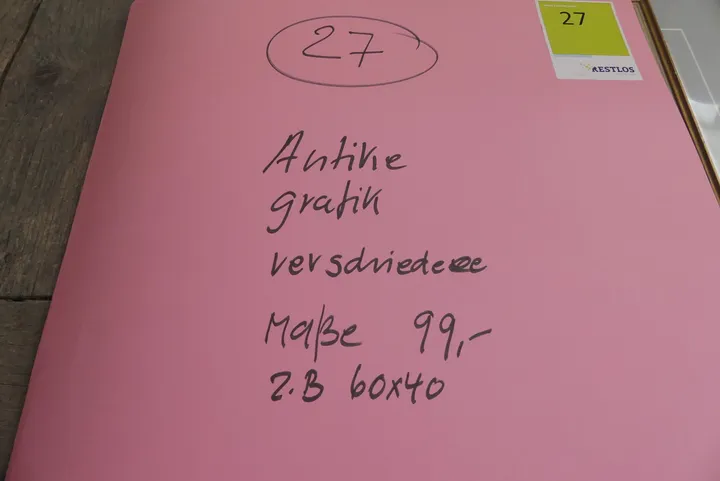 27
27
RESTLOS
Antike
grafik
verschiedene
Maße 99,-
z.B 60x40